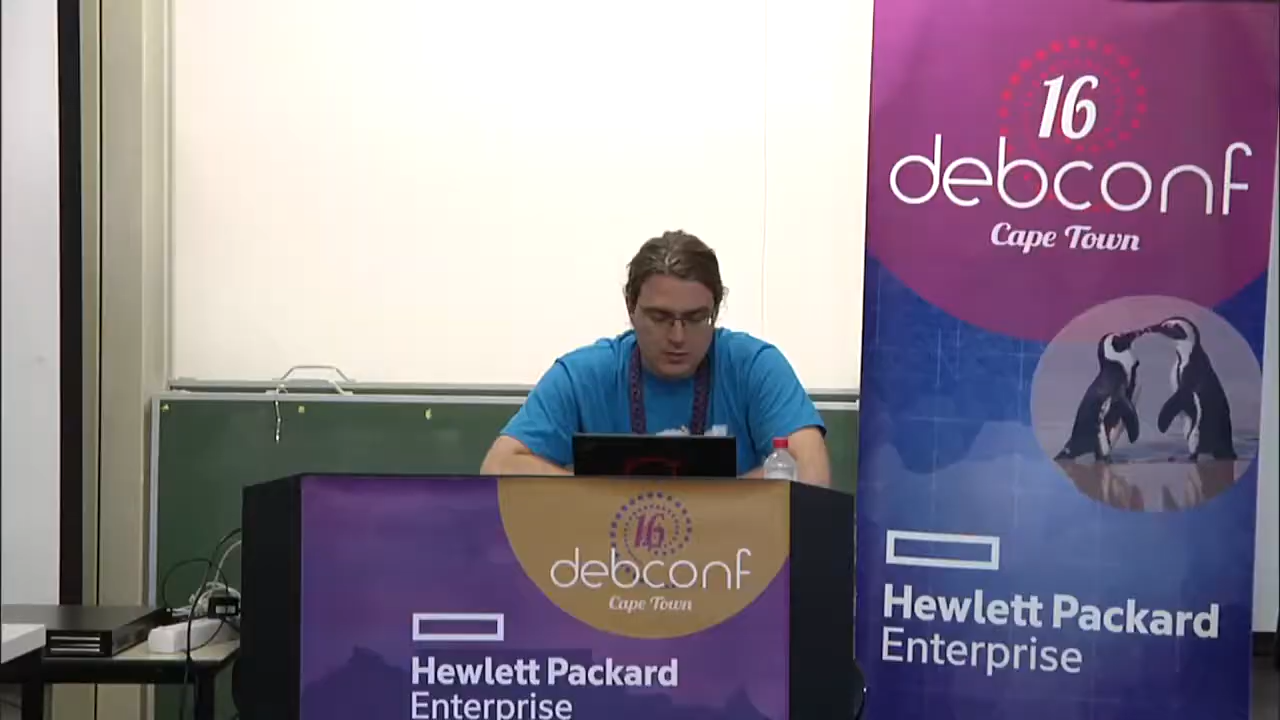 16
debconf
Cape Town
Hewlett Packard
Enterprise
16
debconf
Cape Town
Hewlett Packard
Enterprise